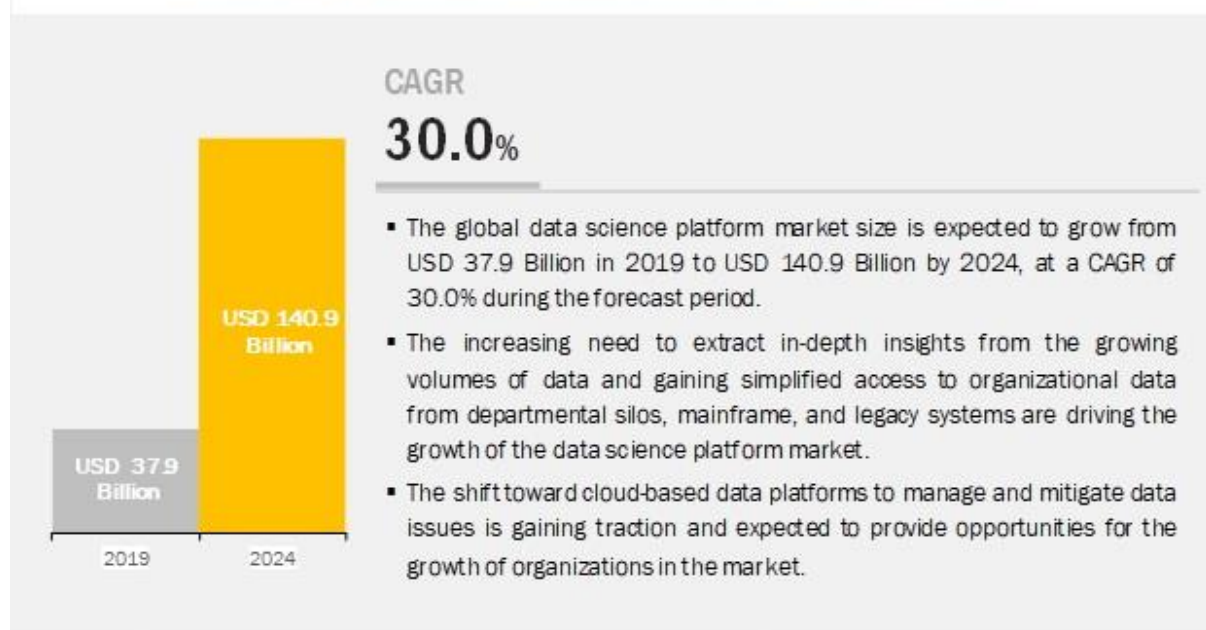 CAGR
30.0%
▪ The global data science platform market size is expected to grow from
USD 37.9 Billion in 2019 to USD 140.9 Billion by 2024, at a CAGR of
30.0% during the forecast period.
▪ The increasing need to extract in-depth insights from the growing
volumes of data and gaining simplified access to organizational data
from departmental silos, mainframe, and legacy systems are driving the
growth of the data science platform market.
▪ The shift toward cloud-based data platforms to manage and mitigate data
issues is gaining traction and expected to provide opportunities for the
growth of organizations in the market.
USD 140.9
Billion
USD 37.9
Billion
2019
2024